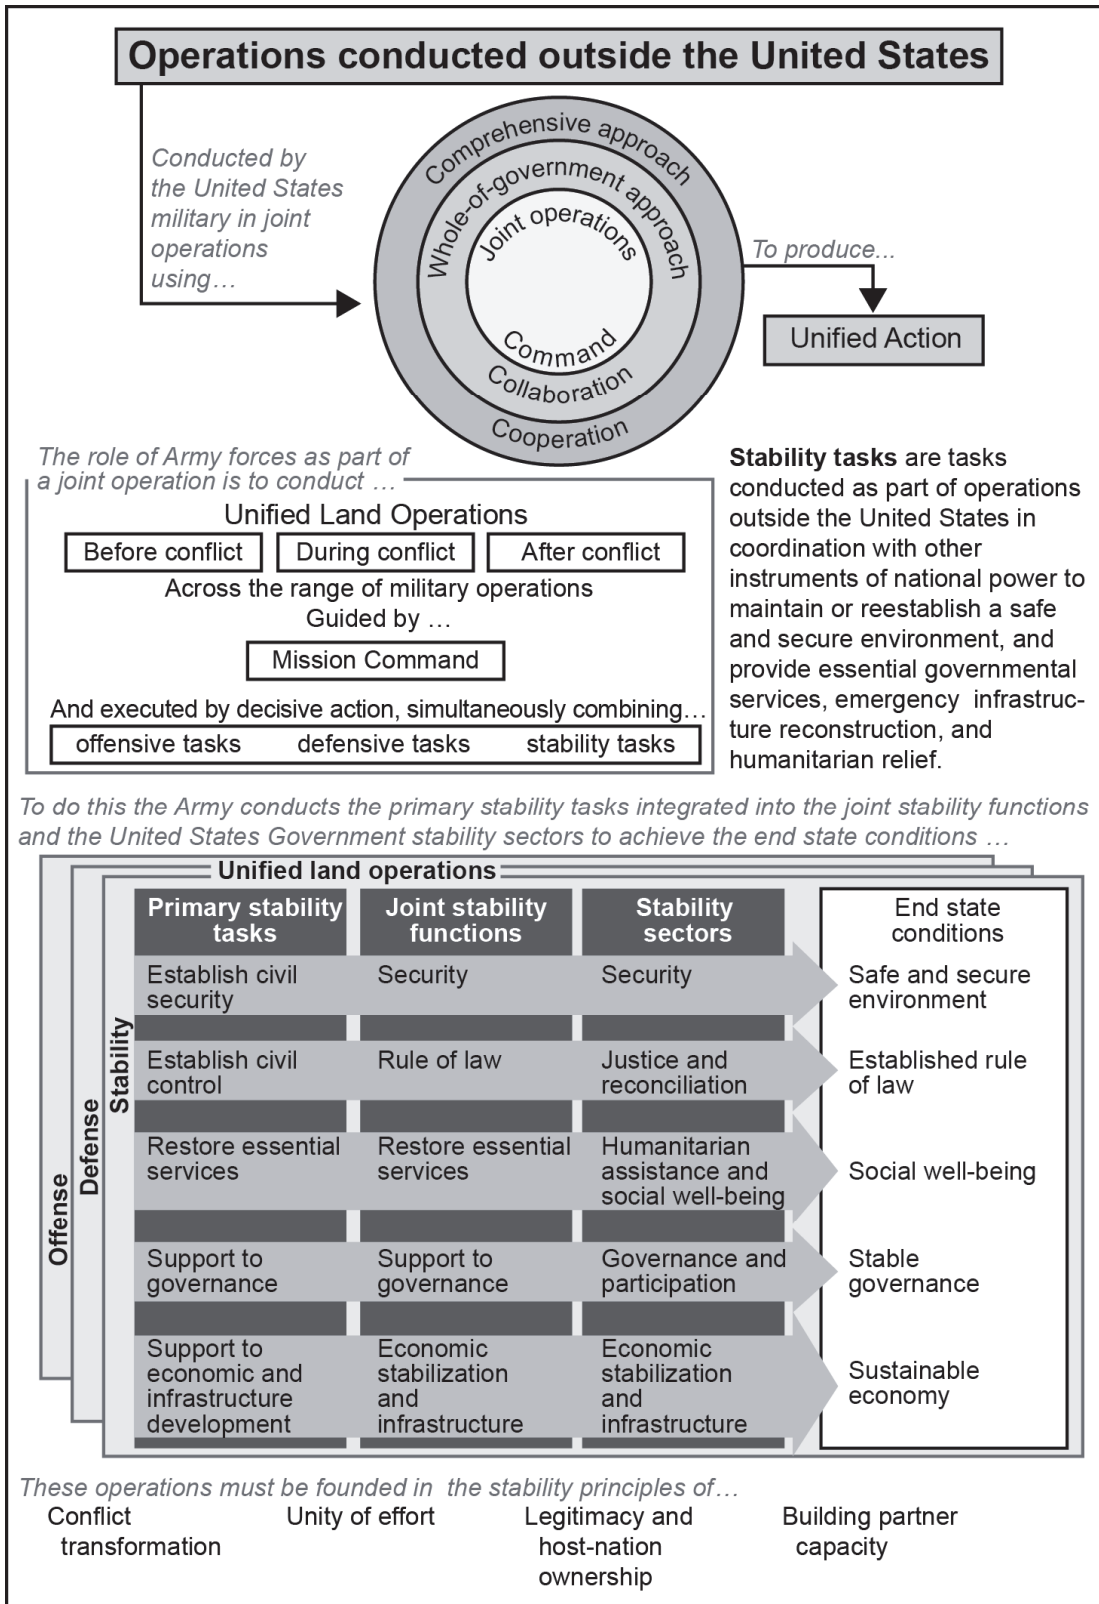 Operations conducted outside the United States
Conducted by
the United States
military in joint
operations
using…
Comprehensive approach
Whole-of-government approach
Joint operations
Command
Collaboration
Cooperation
To produce...
Unified Action
The role of Army forces as part of
a joint operation is to conduct …
Unified Land Operations
Before conflict
During conflict
After conflict
Across the range of military operations
Guided by …
Mission Command
And executed by decisive action, simultaneously combining…
offensive tasks defensive tasks stability tasks
Stability tasks are tasks
conducted as part of operations
outside the United States in
coordination with other
instruments of national power to
maintain or reestablish a safe
and secure environment, and
provide essential governmental
services, emergency infrastruc-
ture reconstruction, and
humanitarian relief.
To do this the Army conducts the primary stability tasks integrated into the joint stability functions
and the United States Government stability sectors to achieve the end state conditions …
Unified land operations
Offense
Defense
Stability
Primary stability
tasks
Joint stability
functions
Stability
sectors
End state
conditions
Establish civil
security
Security
Security
Safe and secure
environment
Establish civil
control
Rule of law
Justice and
reconciliation
Established rule
of law
Restore essential
services
Restore essential
services
Humanitarian
assistance and
social well-being
Social well-being
Support to
governance
Support to
governance
Governance and
participation
Stable
governance
Support to
economic and
infrastructure
development
Economic
stabilization
and
infrastructure
Economic
stabilization
and
infrastructure
Sustainable
economy
These operations must be founded in the stability principles of…
Conflict
transformation
Unity of effort
Legitimacy and
host-nation
ownership
Building partner
capacity